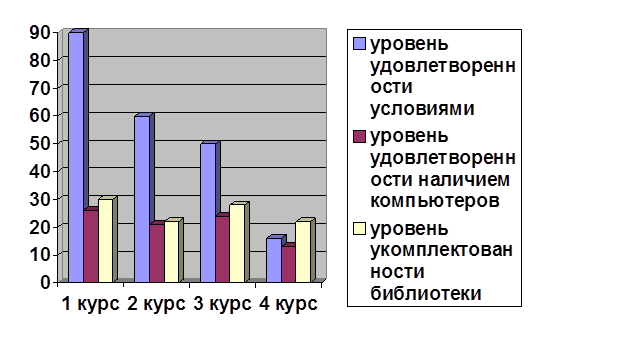 90
80
70
60
50
40
30
20
10
0
1 курс 2 курс 3 курс 4 курс
уровень
удовлетворенн
ости
условиями
уровень
удовлетворенн
ости наличием
компьютеров
уровень
укомплектован
ности
библиотеки